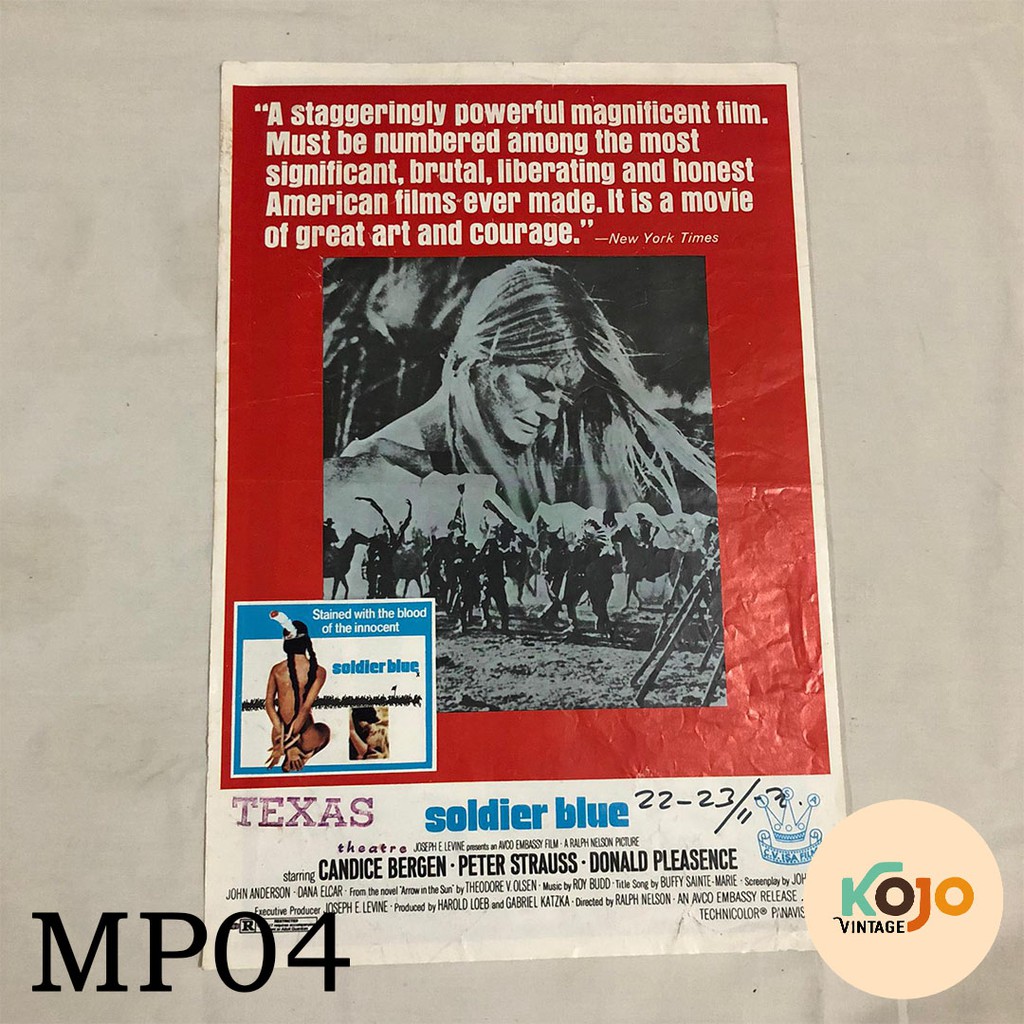 “A staggeringly powerful magnificent film.
Must be numbered among the most
significant, brutal, liberating and honest
American films ever made. It is a movie
of great art and courage.” —New York Times
Stained with the blood
of the innocent
soldier blue
TEXAS
theatre
soldier blue
22-23/11
JOSEPH E. LEVINE presents an AVCO EMBASSY FILM · A RALPH NELSON PICTURE
starring CANDICE BERGEN · PETER STRAUSS · DONALD PLEASENCE
JOHN ANDERSON · DANA ELCAR · From the novel "Arrow in the Sun" by THEODORE V. OLSEN · Music by ROY BUDD · Title Song by BUFFY SAINTE-MARIE · Screenplay by
Executive Producer JOSEPH E. LEVINE · Produced by HAROLD LOEB and GABRIEL KATZKA · Directed by RALPH NELSON · AN AVCO EMBASSY RELEASE
TECHNICOLOR®
R RESTRICTED
MP04
KOJO
VINTAGE